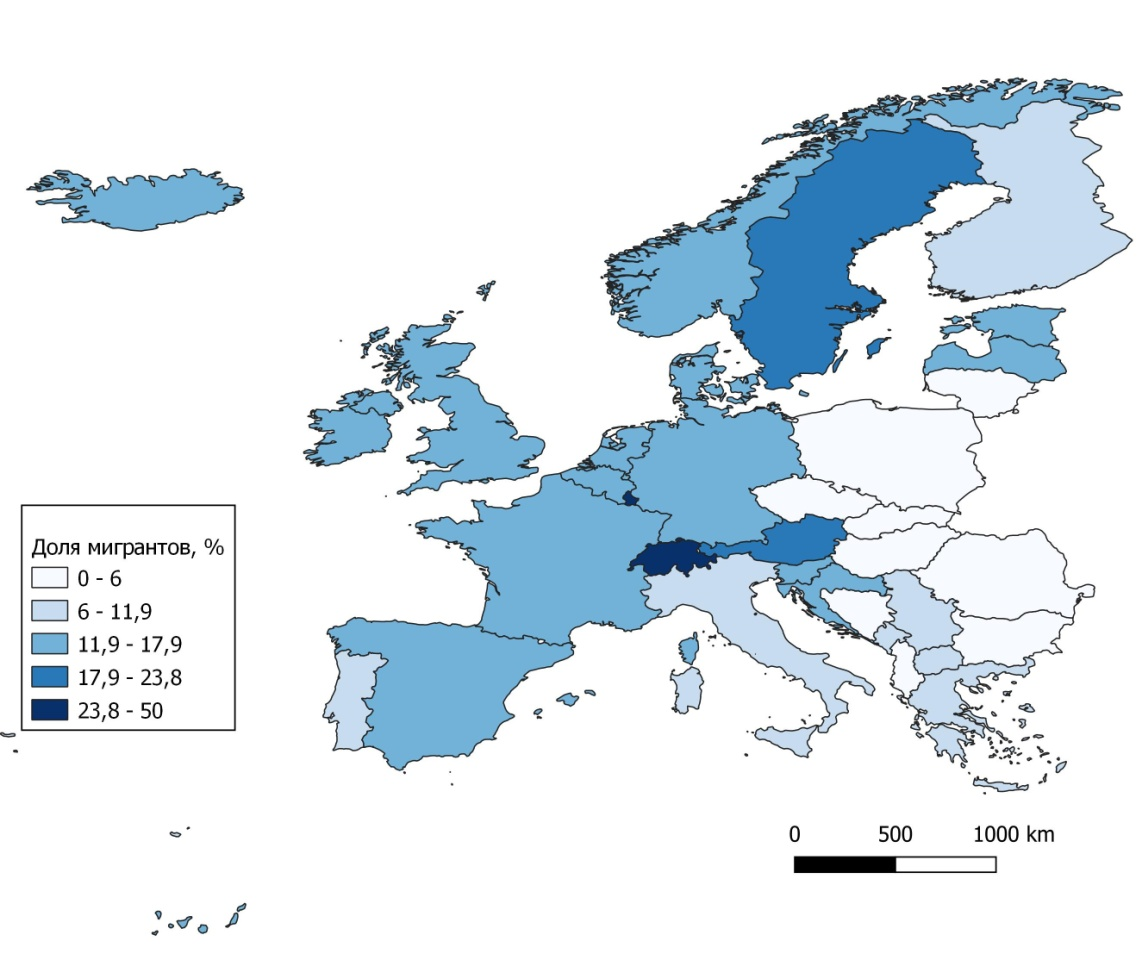 Доля мигрантов, %
0 - 6
6 - 11,9
11,9 - 17,9
17,9 - 23,8
23,8 - 50
0 500 1000 km